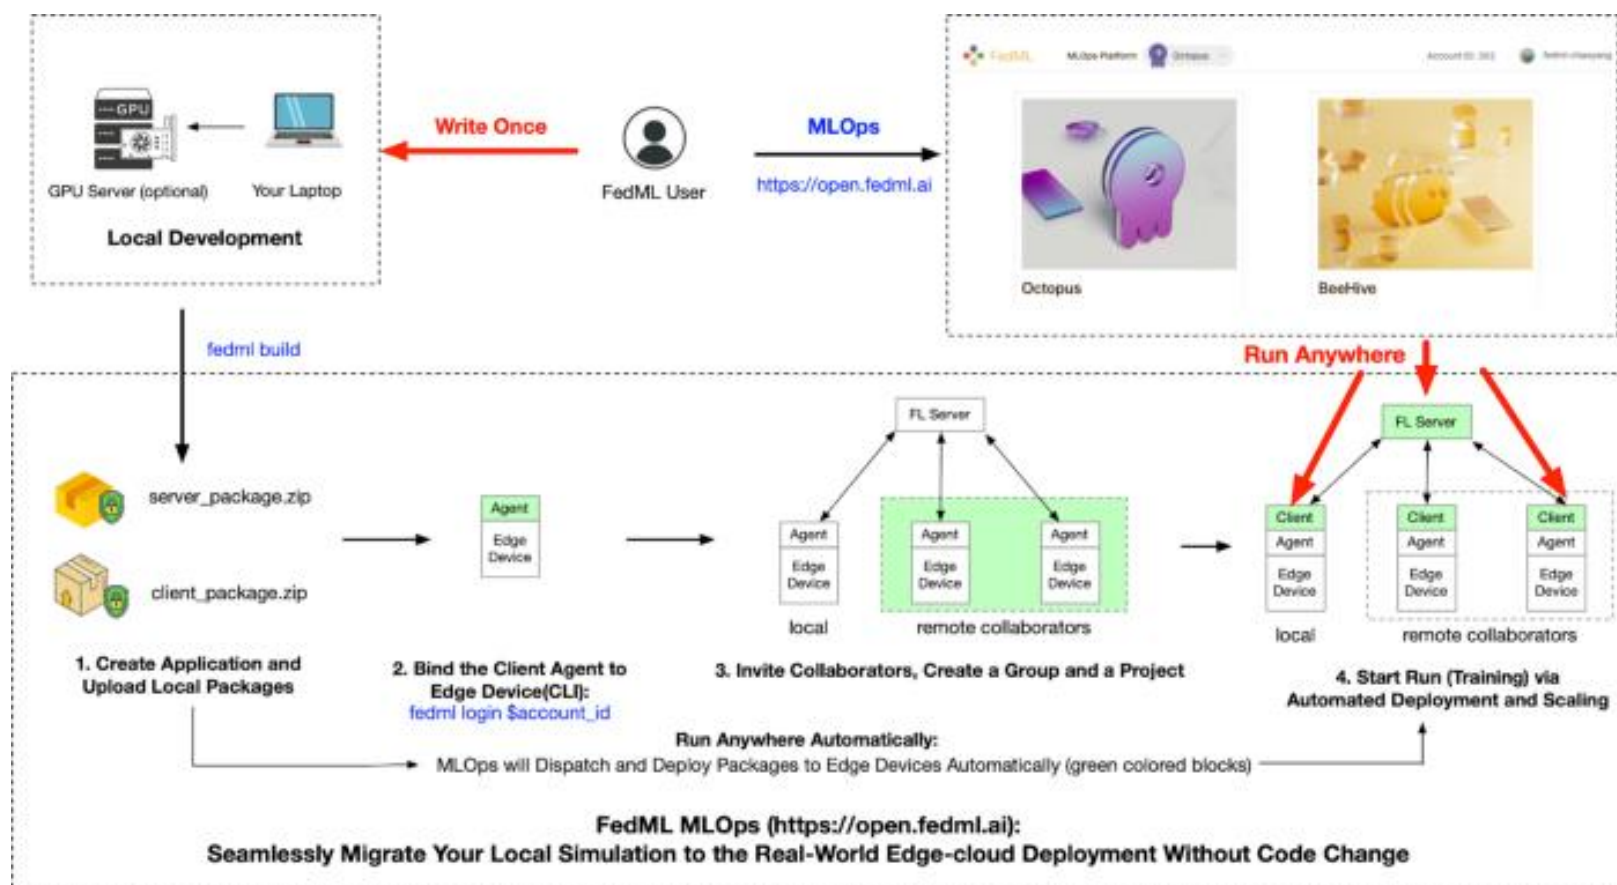 FedML
MLOps Platform
Octopus
Account ID:
GPU
GPU Server (optional)
Your Laptop
Local Development
Write Once
FedML User
MLOps
https://open.fedml.ai
Octopus
BeeHive
fedml build
Run Anywhere
server_package.zip
client_package.zip
1. Create Application and
Upload Local Packages
Agent
Edge
Device
2. Bind the Client Agent to
Edge Device(CLI):
fedml login $account_id
FL Server
Agent
Edge
Device
Agent
Edge
Device
Agent
Edge
Device
local
remote collaborators
3. Invite Collaborators, Create a Group and a Project
FL Server
Client
Agent
Edge
Device
Client
Agent
Edge
Device
Client
Agent
Edge
Device
local
remote collaborators
4. Start Run (Training) via
Automated Deployment and Scaling
Run Anywhere Automatically:
MLOps will Dispatch and Deploy Packages to Edge Devices Automatically (green colored blocks)
FedML MLOps (https://open.fedml.ai):
Seamlessly Migrate Your Local Simulation to the Real-World Edge-cloud Deployment Without Code Change